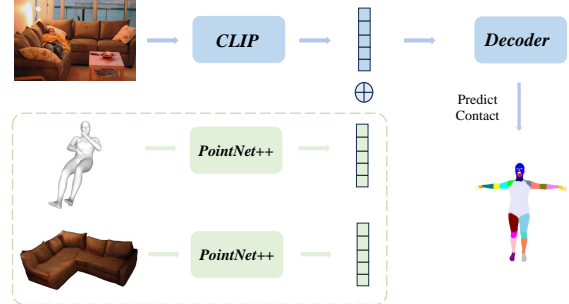 CLIP
Decoder
Predict
Contact
PointNet++
PointNet++